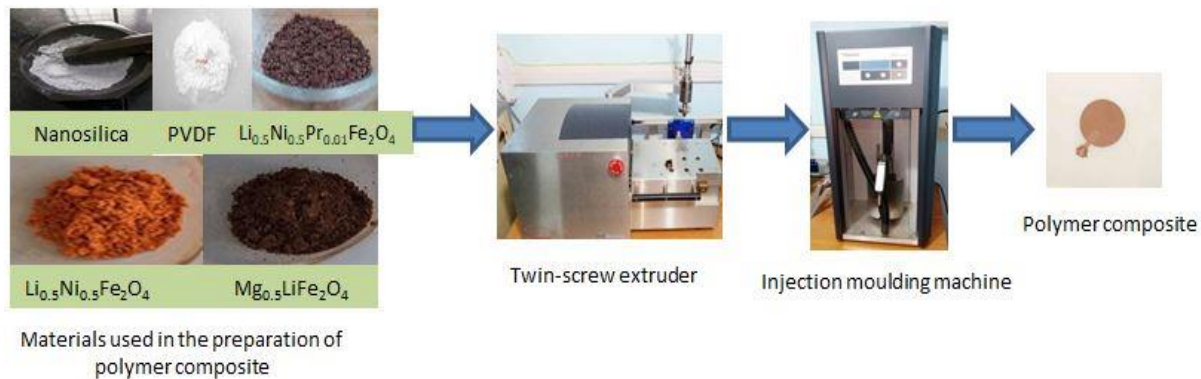 Nanosilica
PVDF
Li₀.₅Ni₀.₅Pr₀.₀₁Fe₂O₄
Li₀.₅Ni₀.₅Fe₂O₄
Mg₀.₅LiFe₂O₄
Materials used in the preparation of
polymer composite
Twin-screw extruder
Injection moulding machine
Polymer composite